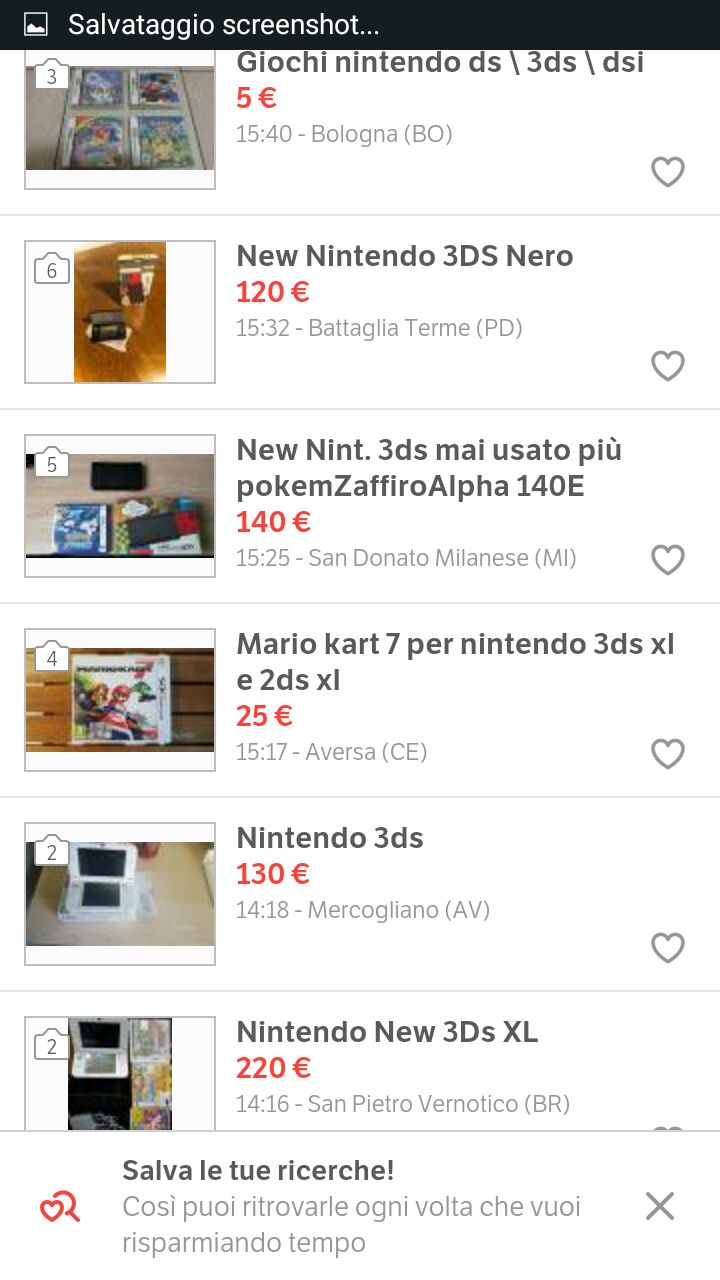 Salvataggio screenshot...
3
Giochi nintendo ds \ 3ds \ dsi
5 €
15:40 - Bologna (BO)
6
New Nintendo 3DS Nero
120 €
15:32 - Battaglia Terme (PD)
5
New Nint. 3ds mai usato più
pokemZaffiroAlpha 140E
140 €
15:25 - San Donato Milanese (MI)
4
MARIOKART 7
Mario kart 7 per nintendo 3ds xl
e 2ds xl
25 €
15:17 - Aversa (CE)
2
Nintendo 3ds
130 €
14:18 - Mercogliano (AV)
2
Nintendo New 3Ds XL
220 €
14:16 - San Pietro Vernotico (BR)
Salva le tue ricerche!
Così puoi ritrovarle ogni volta che vuoi
risparmiando tempo